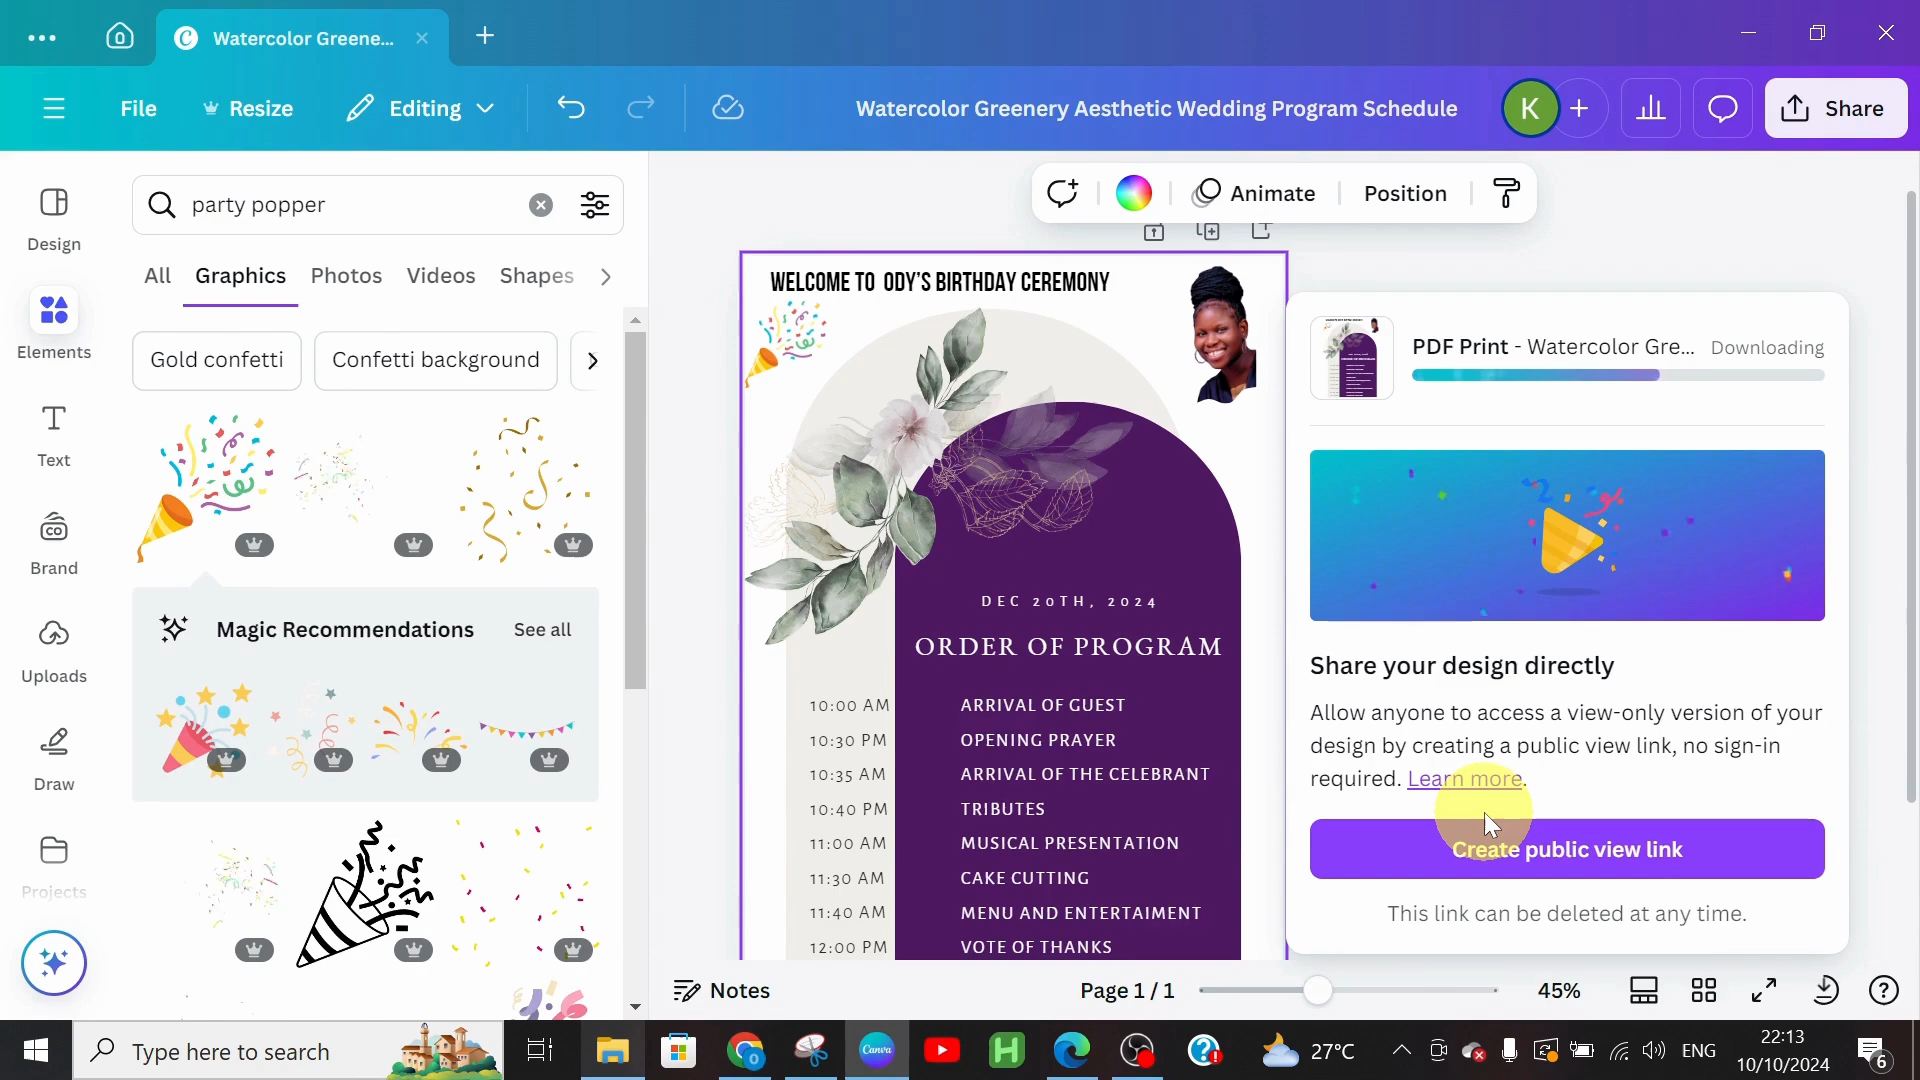 Watercolor Greene...
File
Resize
Editing
Watercolor Greenery Aesthetic Wedding Program Schedule
K
Share
Design
Elements
Text
Brand
Uploads
Draw
Projects
party popper
All Graphics Photos Videos Shapes
Gold confetti
Confetti background
Magic Recommendations
See all
Animate
Position
WELCOME TO ODY'S BIRTHDAY CEREMONY
DEC 20TH, 2024
ORDER OF PROGRAM
10:00 AM ARRIVAL OF GUEST
10:30 PM OPENING PRAYER
10:35 AM ARRIVAL OF THE CELEBRANT
10:40 PM TRIBUTES
11:00 AM MUSICAL PRESENTATION
11:30 AM CAKE CUTTING
11:40 AM MENU AND ENTERTAIMENT
12:00 PM VOTE OF THANKS
PDF Print - Watercolor Gre... Downloading
Share your design directly
Allow anyone to access a view-only version of your
design by creating a public view link, no sign-in
required. Learn more.
Create public view link
This link can be deleted at any time.
Notes
Page 1 / 1
45%
Type here to search
Canva
27°C
ENG
22:13
10/10/2024
6